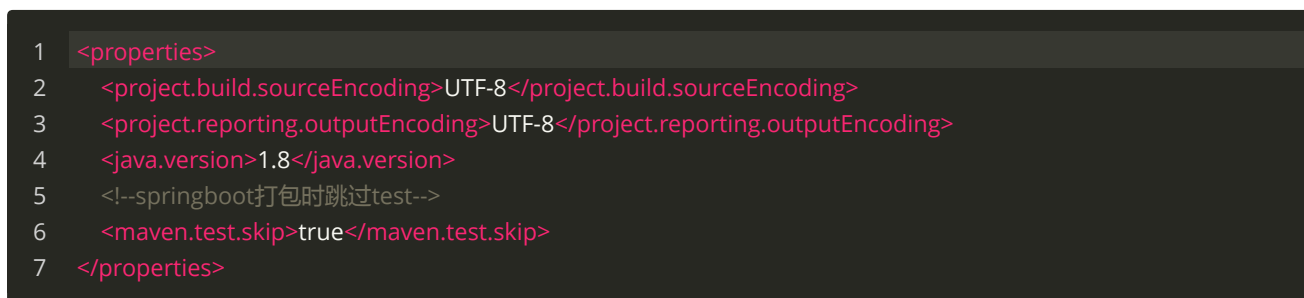 1 <properties>
2 <project.build.sourceEncoding>UTF-8</project.build.sourceEncoding>
3 <project.reporting.outputEncoding>UTF-8</project.reporting.outputEncoding>
4 <java.version>1.8</java.version>
5 <!--springboot打包时跳过test-->
6 <maven.test.skip>true</maven.test.skip>
7 </properties>